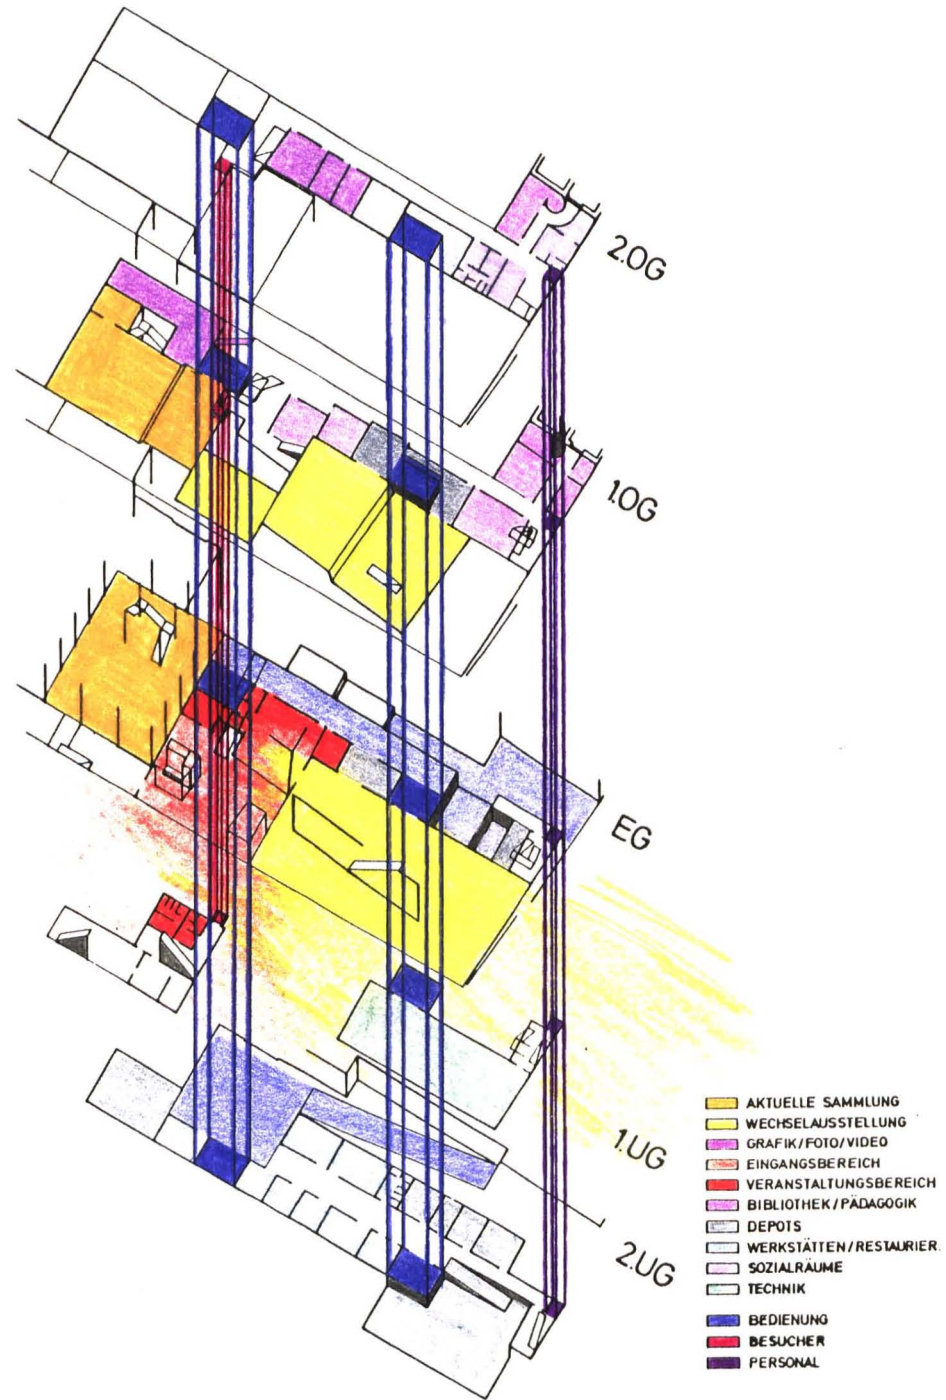 2.OG
1.OG
EG
1.UG
2.UG
AKTUELLE SAMMLUNG
WECHSELAUSSTELLUNG
GRAFIK/FOTO/VIDEO
EINGANGSBEREICH
VERANSTALTUNGSBEREICH
BIBLIOTHEK/PÄDAGOGIK
DEPOTS
WERKSTÄTTEN/RESTAURIER.
SOZIALRÄUME
TECHNIK
BEDIENUNG
BESUCHER
PERSONAL